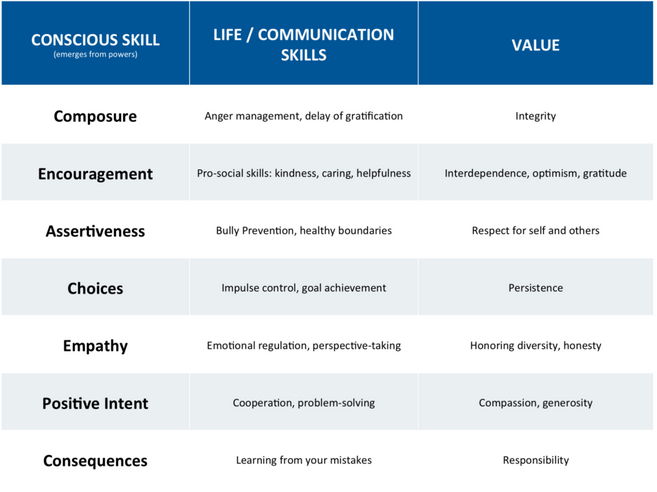 CONSCIOUS SKILL
(emerges from powers)
LIFE / COMMUNICATION
SKILLS
VALUE
Composure
Anger management, delay of gratification
Integrity
Encouragement
Pro-social skills: kindness, caring, helpfulness
Interdependence, optimism, gratitude
Assertiveness
Bully Prevention, healthy boundaries
Respect for self and others
Choices
Impulse control, goal achievement
Persistence
Empathy
Emotional regulation, perspective-taking
Honoring diversity, honesty
Positive Intent
Cooperation, problem-solving
Compassion, generosity
Consequences
Learning from your mistakes
Responsibility